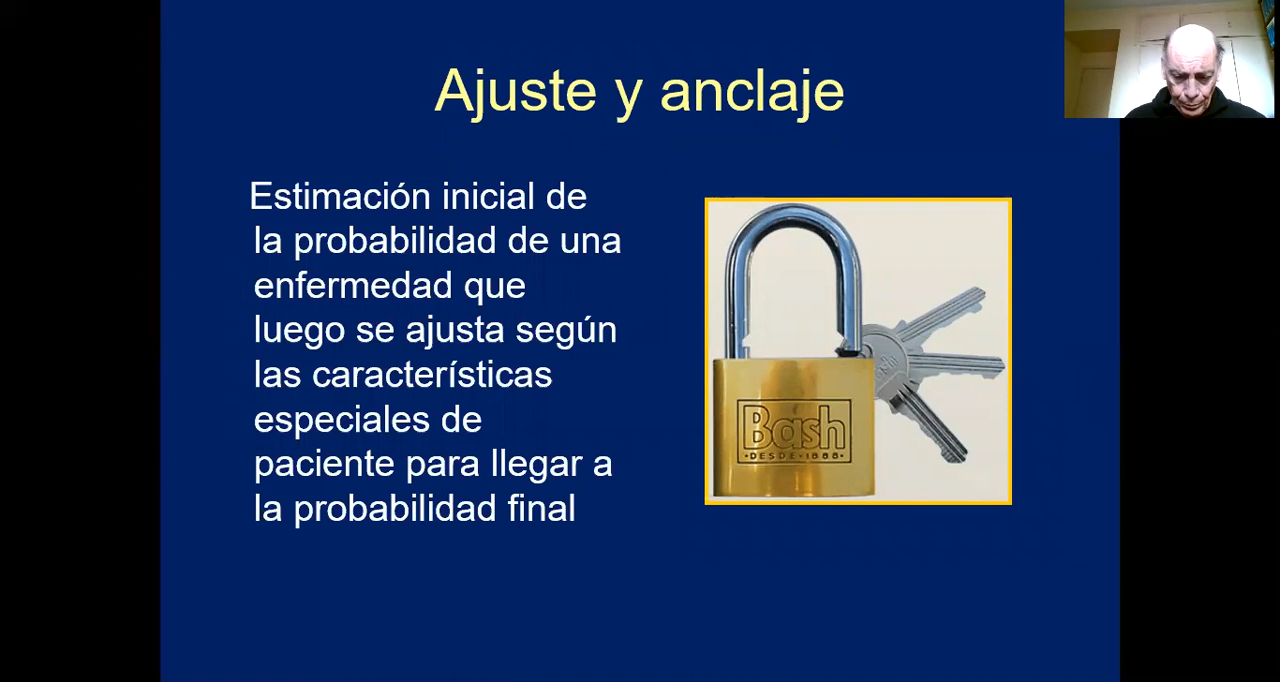 Ajuste y anclaje
Estimación inicial de
la probabilidad de una
enfermedad que
luego se ajusta según
las características
especiales de
paciente para llegar a
la probabilidad final
Bash
·DESDE·1888·